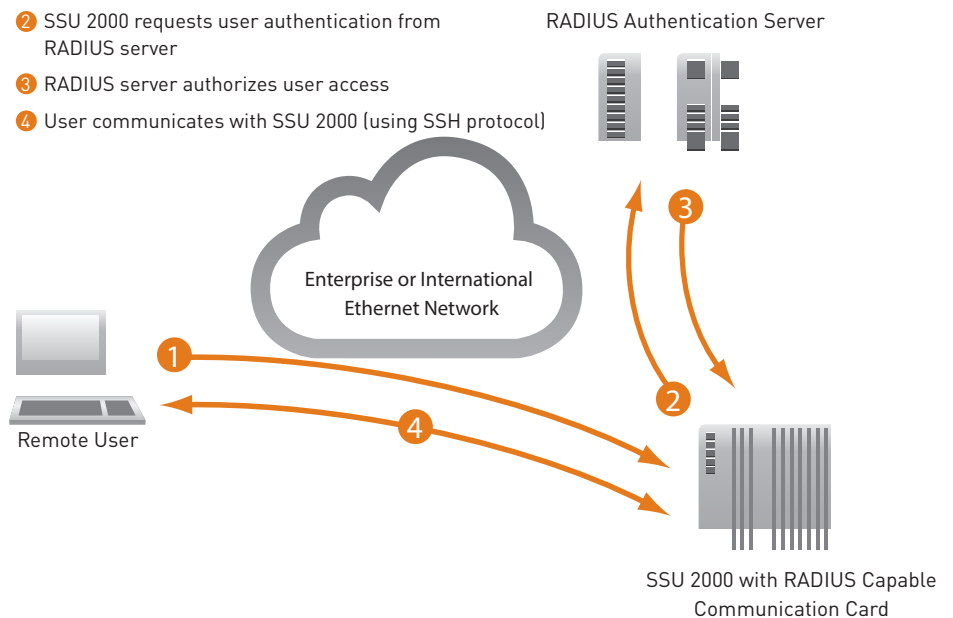 2 SSU 2000 requests user authentication from
RADIUS server
3 RADIUS server authorizes user access
4 User communicates with SSU 2000 (using SSH protocol)
RADIUS Authentication Server
3
Enterprise or International
Ethernet Network
1
2
4
Remote User
SSU 2000 with RADIUS Capable
Communication Card